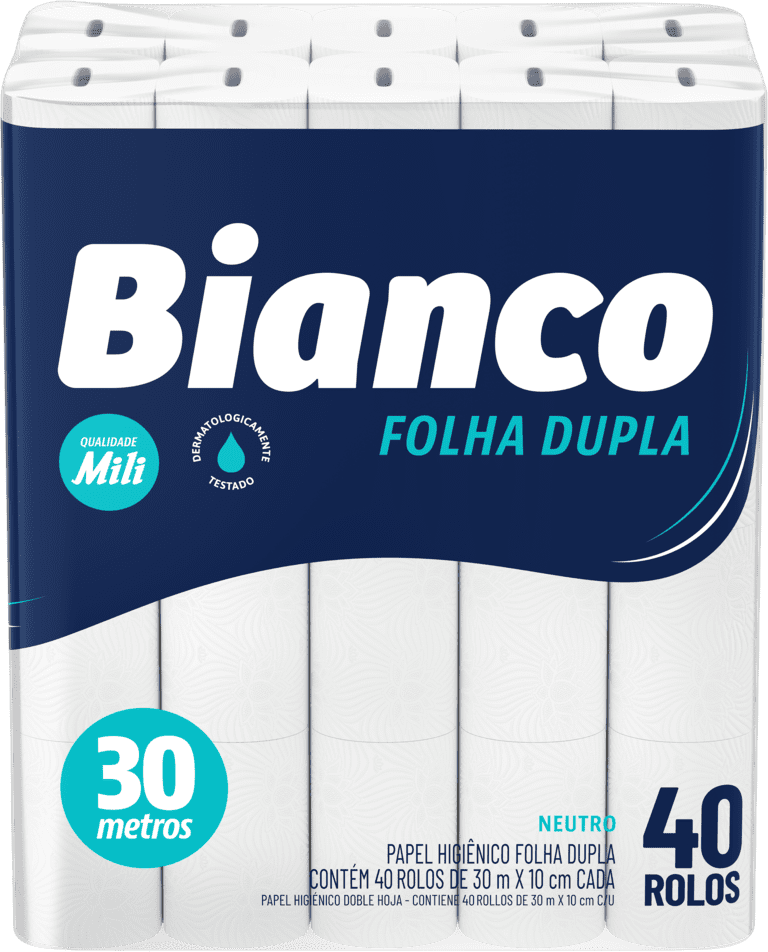 Bianco
FOLHA DUPLA
QUALIDADE
Mili
DERMATOLOGICAMENTE
TESTADO
30
metros
NEUTRO
PAPEL HIGIÊNICO FOLHA DUPLA
CONTÉM 40 ROLOS DE 30 m X 10 cm CADA
PAPEL HIGIÉNICO DOBLE HOJA - CONTIENE 40 ROLLOS DE 30 m X 10 cm C/U
40
ROLOS